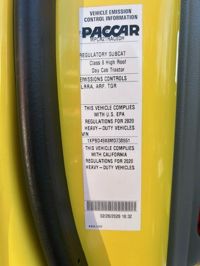 VEHICLE EMISSION
CONTROL INFORMATION
PACCAR
REGULATORY SUBCAT
Class 8 High Roof
Day Cab Tractor
EMISSIONS CONTROLS
LRRA, ARF, TGR
THIS VEHICLE COMPLIES
WITH U.S. EPA
REGULATIONS FOR 2020
HEAVY - DUTY VEHICLES
VIN
THIS VEHICLE COMPLIES
WITH CALIFORNIA
REGULATIONS FOR 2020
HEAVY - DUTY VEHICLES